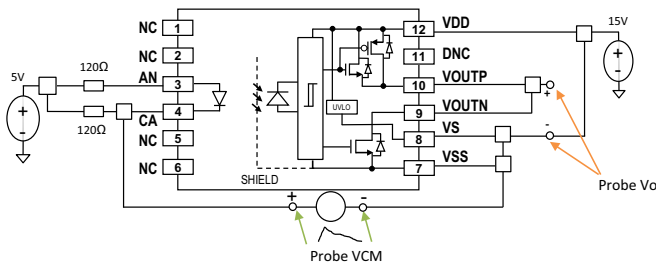 NC 1
12 VDD
15V
NC 2
11 DNC
5V
120Ω
AN 3
10 VOUTP
+
120Ω
CA 4
9 VOUTN
UVLO
NC 5
8 VS
-
NC 6
7 VSS
SHIELD
+
-
Probe Vo
Probe VCM